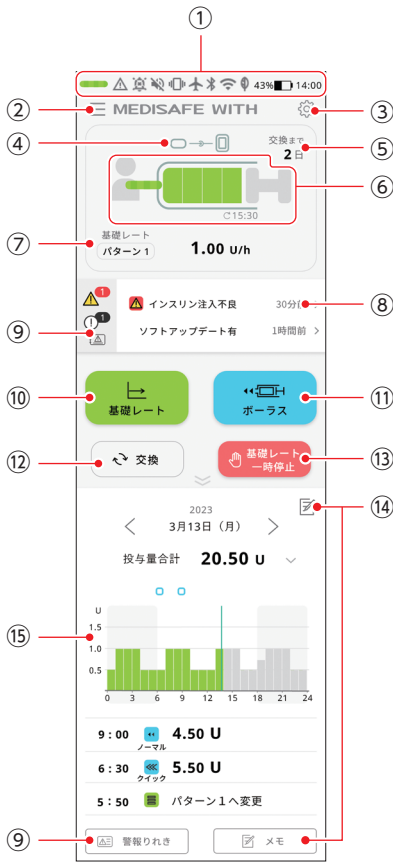 ①
43% 14:00
② MEDISAFE WITH ③
④ 交換まで ⑤
2 日
⑥
15:30
⑦ 基礎レート
パターン 1 1.00 U/h
1 インスリン注入不良 30分 ⑧
⑨ 1 ソフトアップデート有 1時間前 >
⑩ 基礎レート ボーラス ⑪
⑫ 交換 基礎レート
一時停止 ⑬
2023 ⑭
3月13日（月）
投与量合計 20.50 U
U
⑮ 1.5
1.0
0.5
0 3 6 9 12 15 18 21 24
9：00 ノーマル 4.50 U
6：30 クイック 5.50 U
5：50 パターン１へ変更
⑨ 警報りれき メモ